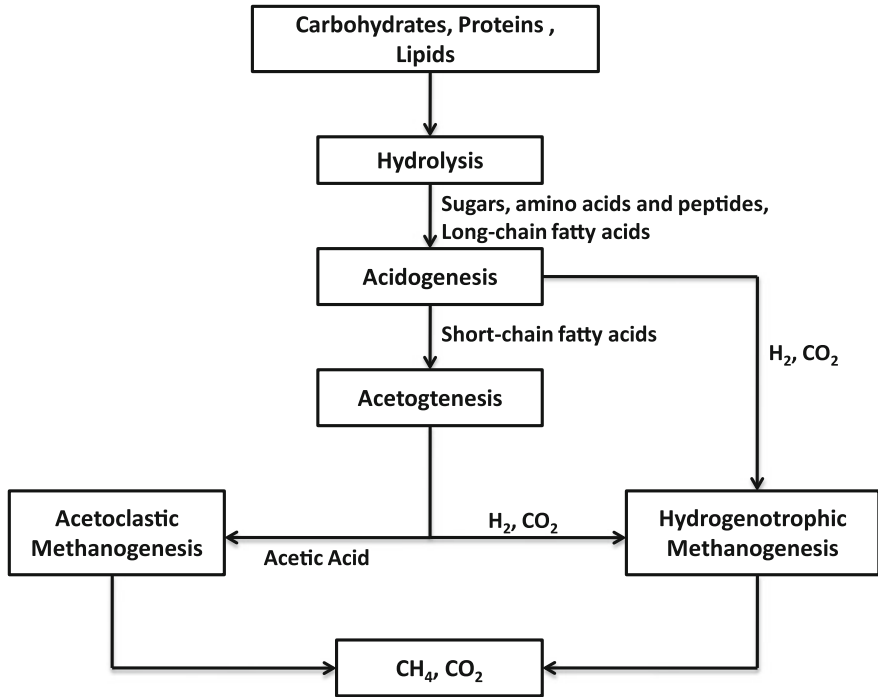 Carbohydrates, Proteins ,
Lipids
Hydrolysis
Sugars, amino acids and peptides,
Long-chain fatty acids
Acidogenesis
Short-chain fatty acids
H₂, CO₂
Acetogtenesis
Acetoclastic
Methanogenesis
Acetic Acid
H₂, CO₂
Hydrogenotrophic
Methanogenesis
CH₄, CO₂